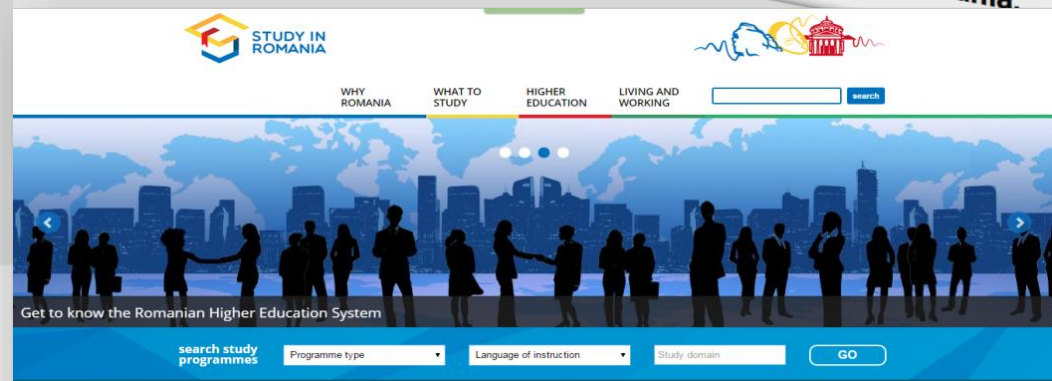 STUDY IN
ROMANIA
WHY
ROMANIA
WHAT TO
STUDY
HIGHER
EDUCATION
LIVING AND
WORKING
search
Get to know the Romanian Higher Education System
search study
programmes
Programme type
Language of instruction
Study domain
GO